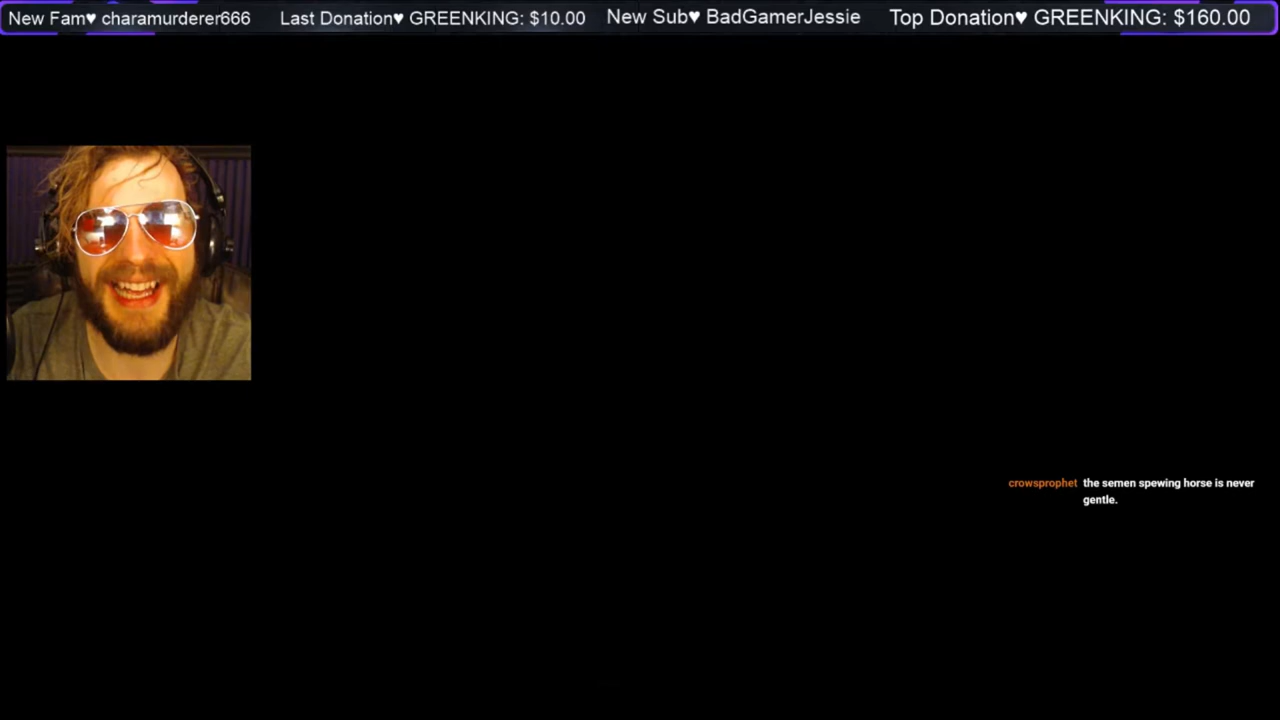 New Fam♥ charamurderer666 Last Donation♥ GREENKING: $10.00 New Sub♥ BadGamerJessie Top Donation♥ GREENKING: $160.00
crowsprophet the semen spewing horse is never
gentle.